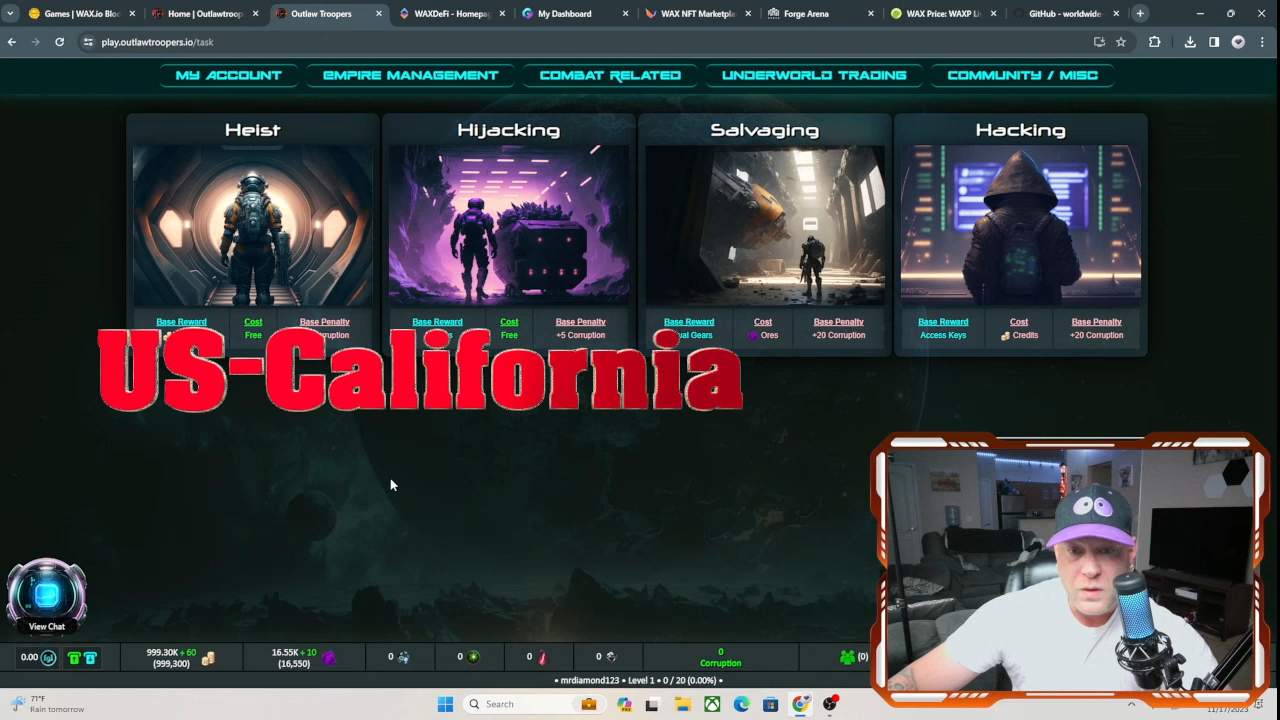 Games | WAX.io Blo
Home | Outlawtroop
Outlaw Troopers
WAXDeFi - Homepag
My Dashboard
WAX NFT Marketpla
Forge Arena
WAX Price: WAXP Li
GitHub - worldwide-
play.outlawtroopers.io/task
MY ACCOUNT
EMPIRE MANAGEMENT
COMBAT RELATED
UNDERWORLD TRADING
COMMUNITY / MISC
Heist
Hijacking
Salvaging
Hacking
Base Reward Cost Base Penalty
Free
Base Reward Cost Base Penalty
Free +5 Corruption
Base Reward Cost Base Penalty
Ores +20 Corruption
Base Reward Cost Base Penalty
Access Keys Credits +20 Corruption
US-California
View Chat
0.00
999.30K + 60
(999,300)
16.55K + 10
(16,550)
0
0
0
0
0
Corruption
(0)
• mrdiamond123 • Level 1 • 0 / 20 (0.00%) •
71°F
Rain tomorrow
Search
11/17/2023